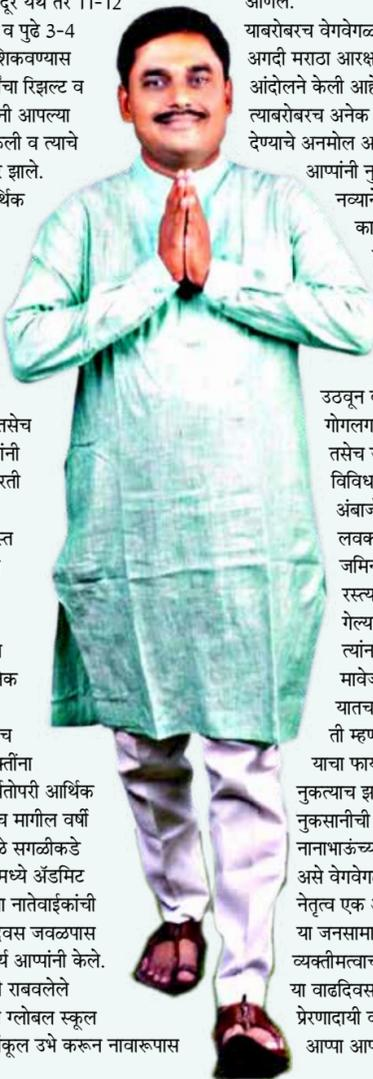 दूर येथे तर 11-12
व पुढे 3-4
शिकवण्यास
चा रिझल्ट व
नी आपल्या
केली व त्याचे
झाले.
र्थिक
तसेच
ांनी
रती
स्त
च
क्तींना
र्वतोपरी आर्थिक
च मागील वर्षी
ळे सगळीकडे
मध्ये ॲडमिट
ा नातेवाईकांची
दिवस जवळपास
र्य आप्पांनी केले.
ी राबवलेले
ग्लोबल स्कूल
ंकूल उभे करून नावारूपास
आणले.
याबरोबरच वेगवेगळ
अगदी मराठा आरक्ष
आंदोलने केली आहे
त्याबरोबरच अनेक
देण्याचे अनमोल अ
आप्पांनी नु
नव्यान
का
उठवून
गोगलगा
तसेच
विविध
अंबाजो
लवक
जमिन
रस्त्य
गेल्य
त्यांन
मावेज
यातच
ती म्हण
याचा फाय
नुकत्याच झ
नुकसानीची
नानाभाऊंच्य
असे वेगवेगळ
नेतृत्व एक
या जनसामा
व्यक्तीमत्वाच
या वाढदिवस
प्रेरणादायी व
आप्पा आप